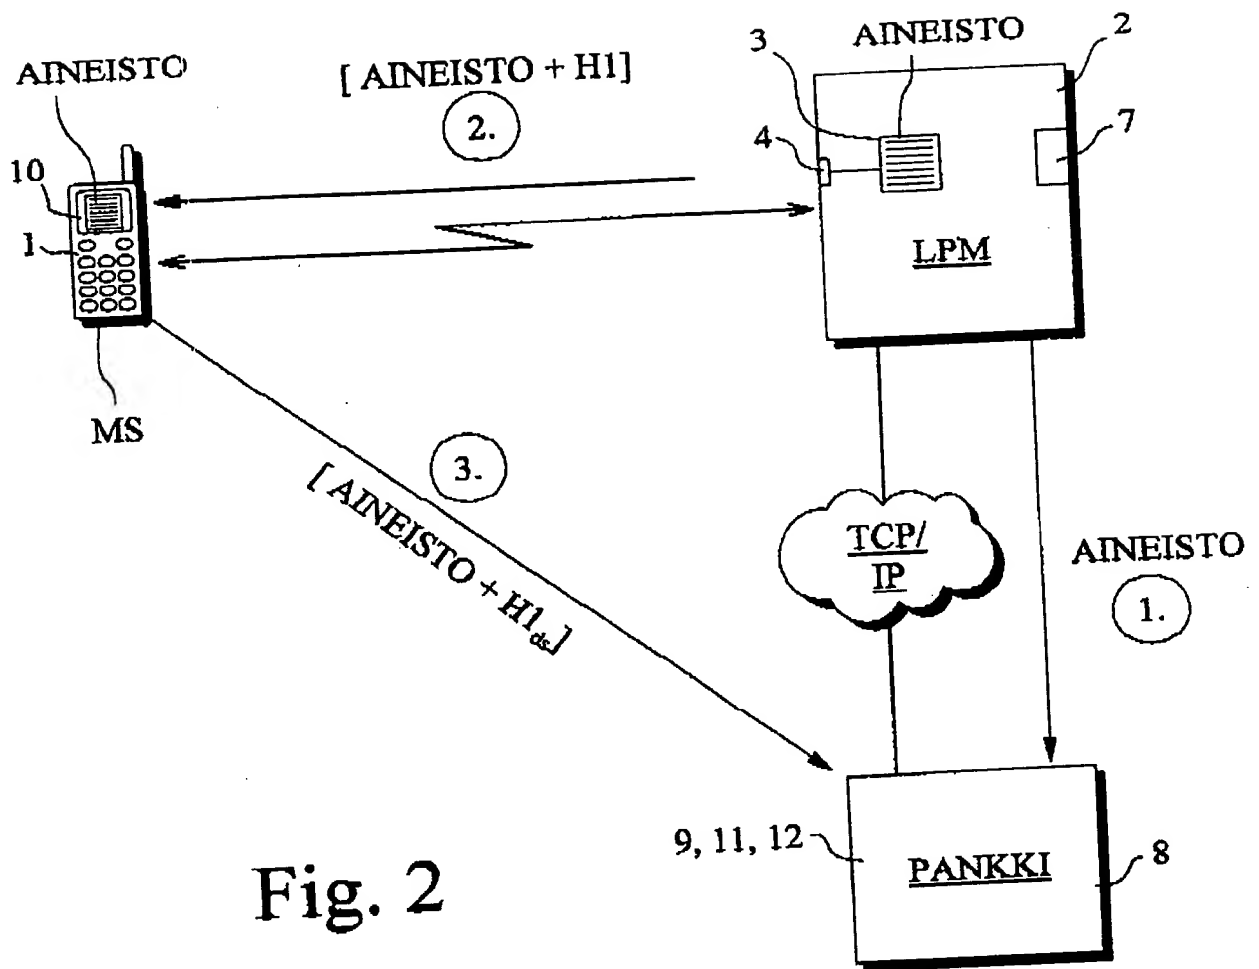 AINEISTO
3
2
AINEISTO
[ AINEISTO + H1]
2.
4
7
10
1
LPM
MS
3.
[ AINEISTO + H1ds]
TCP/
IP
AINEISTO
1.
9, 11, 12
PANKKI
8
Fig. 2